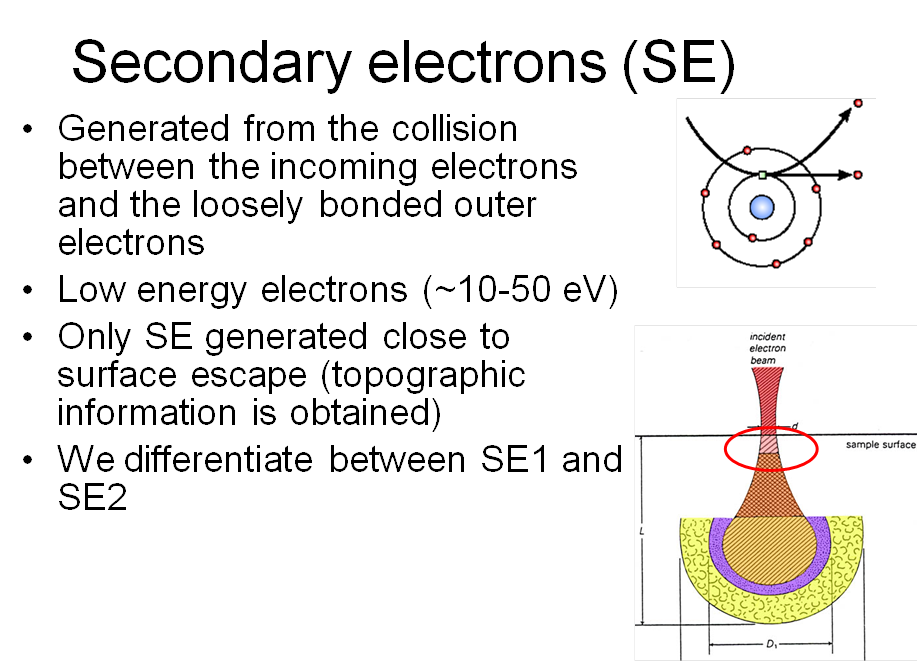 Secondary electrons (SE)
• Generated from the collision
between the incoming electrons
and the loosely bonded outer
electrons
• Low energy electrons (~10-50 eV)
• Only SE generated close to
surface escape (topographic
information is obtained)
• We differentiate between SE1 and
SE2
incident
electron
beam
d
sample surface
L
D₁